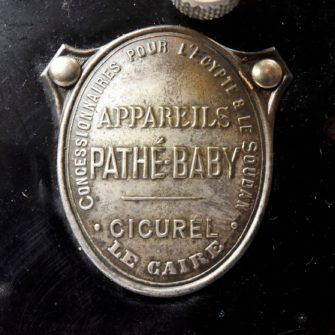 CONCESSIONNAIRES POUR L'EGYPTE & LE SOUDAN
APPAREILS
PATHÉ-BABY
CICUREL
LE CAIRE